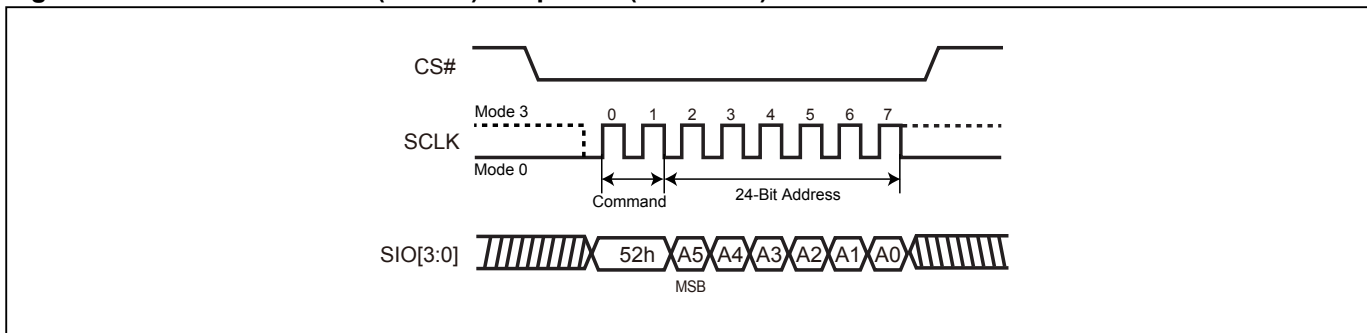 CS#
Mode 3
0 1 2 3 4 5 6 7
SCLK
Mode 0
Command
24-Bit Address
SIO[3:0]
52h A5 A4 A3 A2 A1 A0
MSB